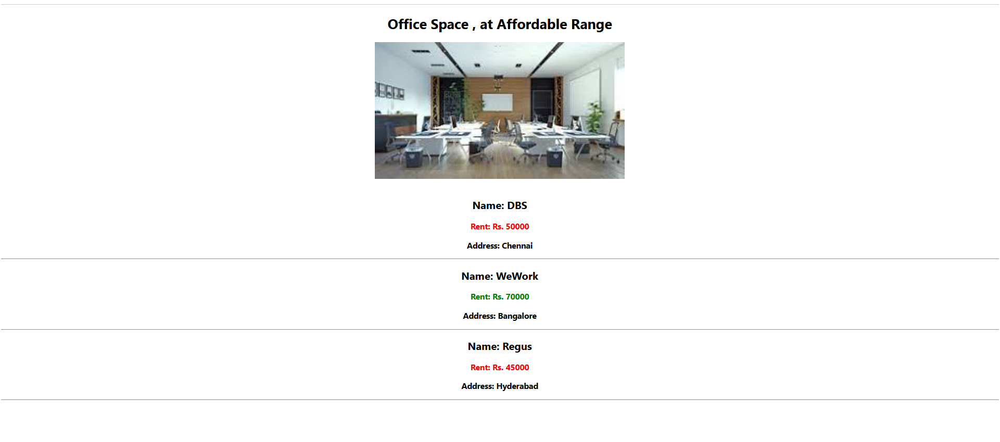 Office Space , at Affordable Range
Name: DBS
Rent: Rs. 50000
Address: Chennai
Name: WeWork
Rent: Rs. 70000
Address: Bangalore
Name: Regus
Rent: Rs. 45000
Address: Hyderabad